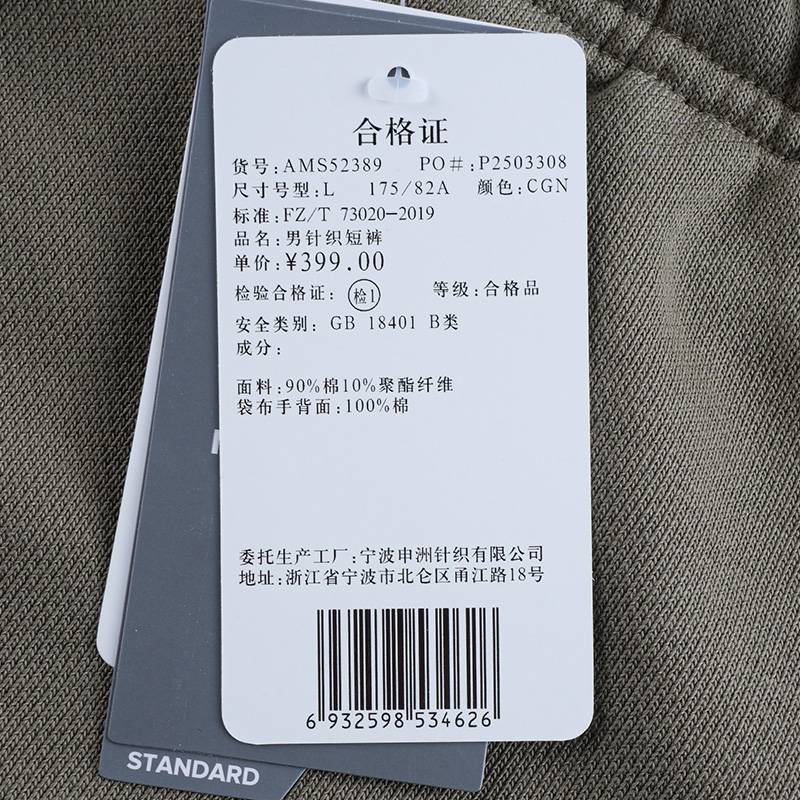 合格证
货号:AMS52389 PO#:P2503308
尺寸号型:L 175/82A 颜色:CGN
标准:FZ/T 73020-2019
品名:男针织短裤
单价:¥399.00
检验合格证: 检1 等级:合格品
安全类别: GB 18401 B类
成分:
面料:90%棉10%聚酯纤维
袋布手背面:100%棉
委托生产工厂:宁波申洲针织有限公司
地址:浙江省宁波市北仑区甬江路18号
6 932598 534626
STANDARD